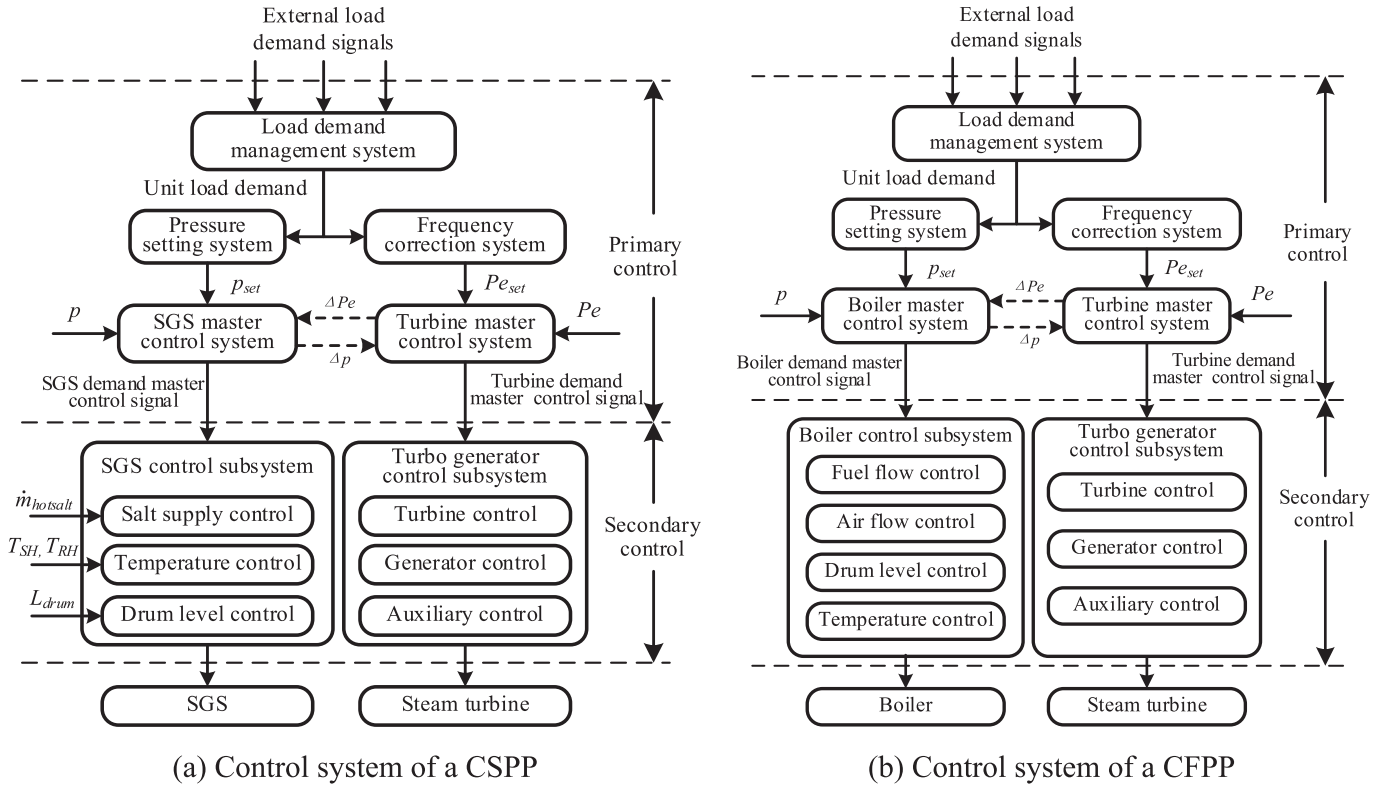 External load
demand signals
Load demand
management system
Unit load demand
Pressure
setting system
Frequency
correction system
Primary
control
p_set
Pe_set
p
ΔPe
Pe
SGS master
control system
Turbine master
control system
Δp
SGS demand master
control signal
Turbine demand
master control signal
SGS control subsystem
Turbo generator
control subsystem
ṁ_hotsalt
Salt supply control
Turbine control
Secondary
control
T_SH, T_RH
Temperature control
Generator control
L_drum
Drum level control
Auxiliary control
SGS
Steam turbine
(a) Control system of a CSPP
External load
demand signals
Load demand
management system
Unit load demand
Pressure
setting system
Frequency
correction system
Primary
control
p_set
Pe_set
p
ΔPe
Pe
Boiler master
control system
Turbine master
control system
Δp
Boiler demand master
control signal
Turbine demand
master control signal
Boiler control subsystem
Turbo generator
control subsystem
Fuel flow control
Turbine control
Secondary
control
Air flow control
Generator control
Drum level control
Auxiliary control
Temperature control
Boiler
Steam turbine
(b) Control system of a CFPP